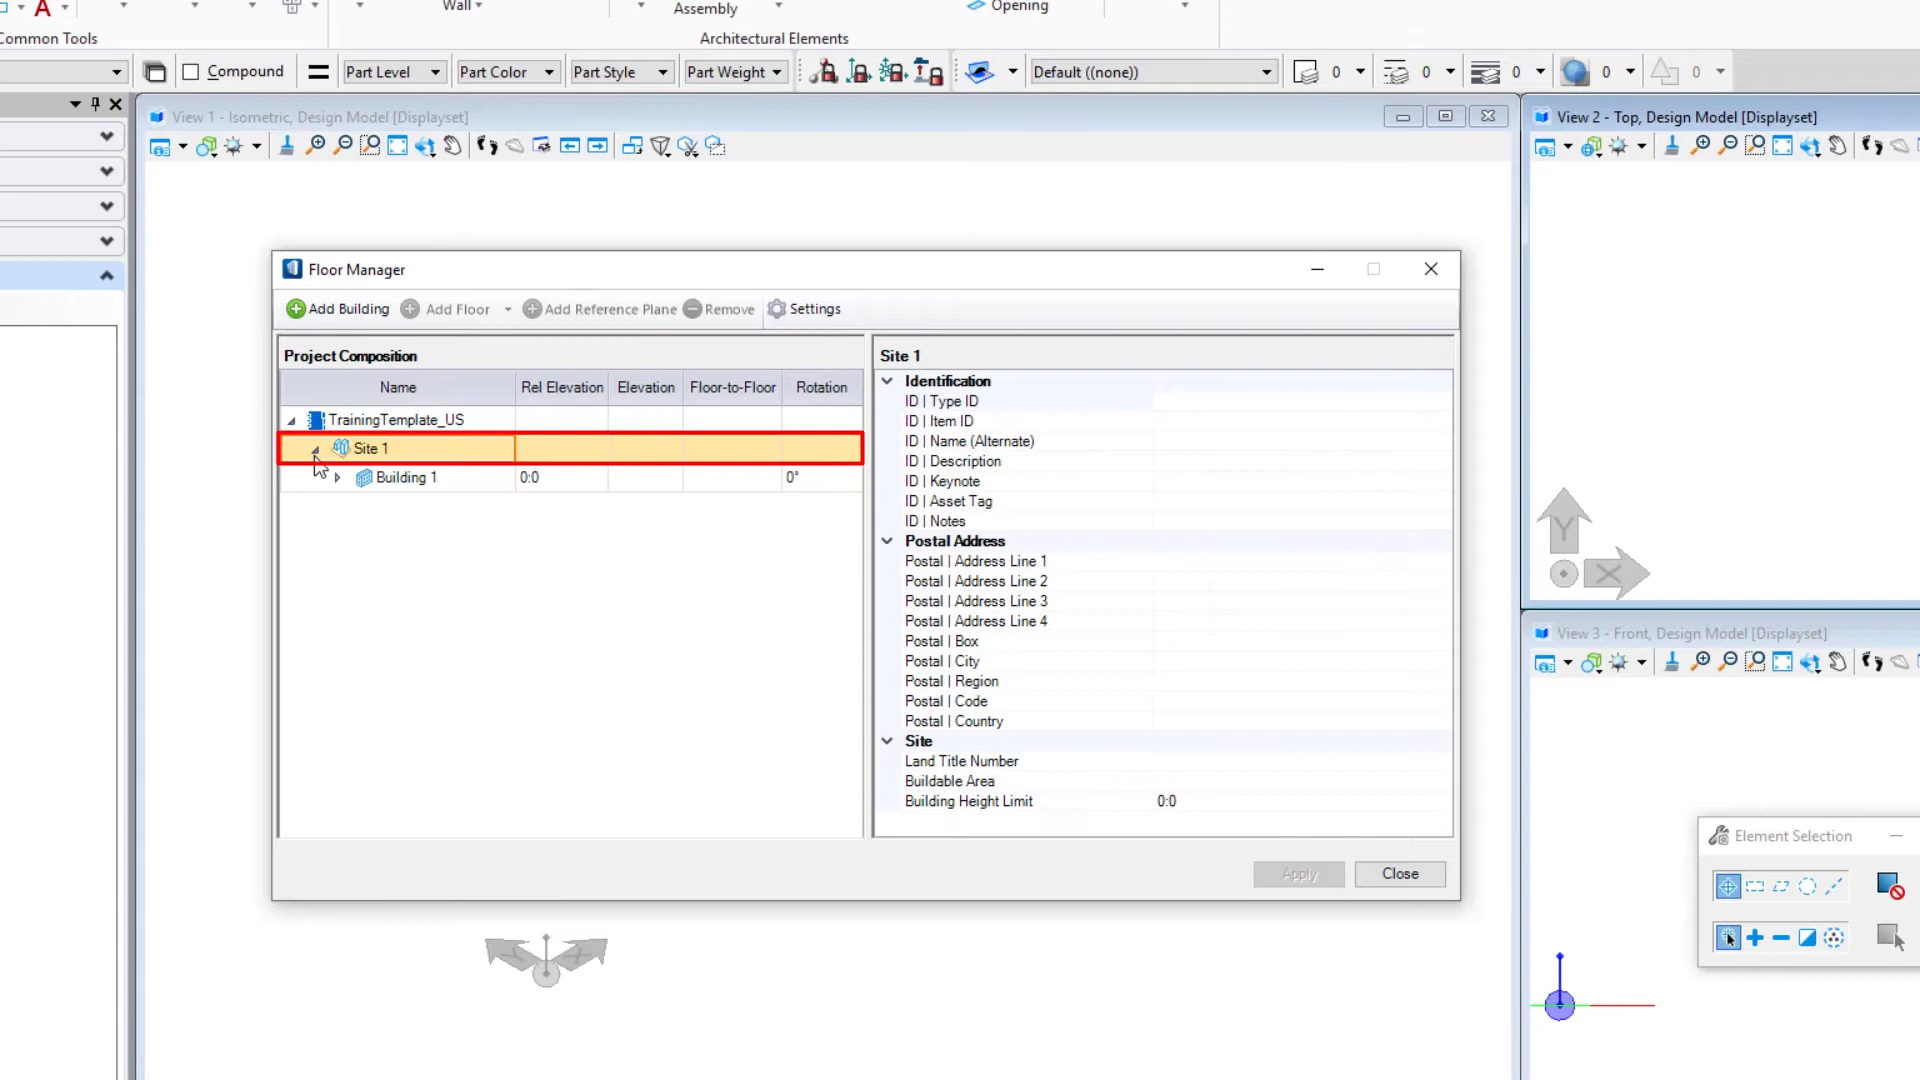 A Wall Assembly Opening
Common Tools Architectural Elements
Compound Part Level Part Color Part Style Part Weight Default ((none)) 0 0 0 0 0
View 1 - Isometric, Design Model [Displayset]
View 2 - Top, Design Model [Displayset]
Floor Manager
Add Building Add Floor Add Reference Plane Remove Settings
Project Composition
Name Rel Elevation Elevation Floor-to-Floor Rotation
TrainingTemplate_US
Site 1
Building 1 0:0 0°
Site 1
Identification
ID | Type ID
ID | Item ID
ID | Name (Alternate)
ID | Description
ID | Keynote
ID | Asset Tag
ID | Notes
Postal Address
Postal | Address Line 1
Postal | Address Line 2
Postal | Address Line 3
Postal | Address Line 4
Postal | Box
Postal | City
Postal | Region
Postal | Code
Postal | Country
Site
Land Title Number
Buildable Area
Building Height Limit 0:0
Apply Close
Y
X
View 3 - Front, Design Model [Displayset]
Element Selection
Y X